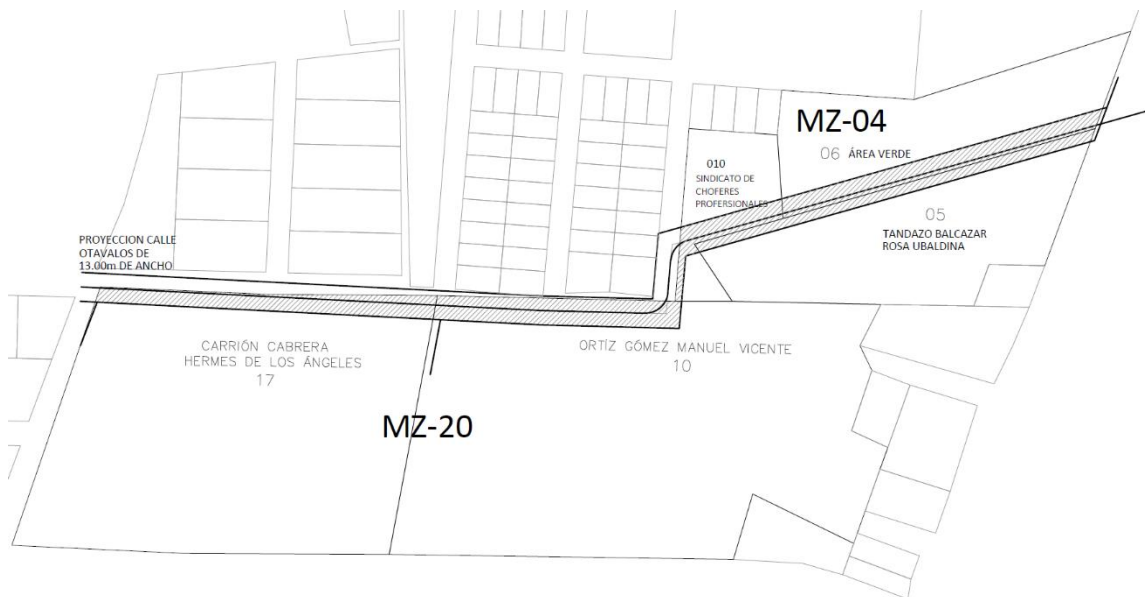 MZ-04
06 ÁREA VERDE
010
SINDICATO DE
CHOFERES
PROFERSIONALES
05
TANDAZO BALCAZAR
ROSA UBALDINA
PROYECCION CALLE
OTAVALOS DE
13.00m DE ANCHO
CARRIÓN CABRERA
HERMES DE LOS ÁNGELES
17
ORTÍZ GÓMEZ MANUEL VICENTE
10
MZ-20